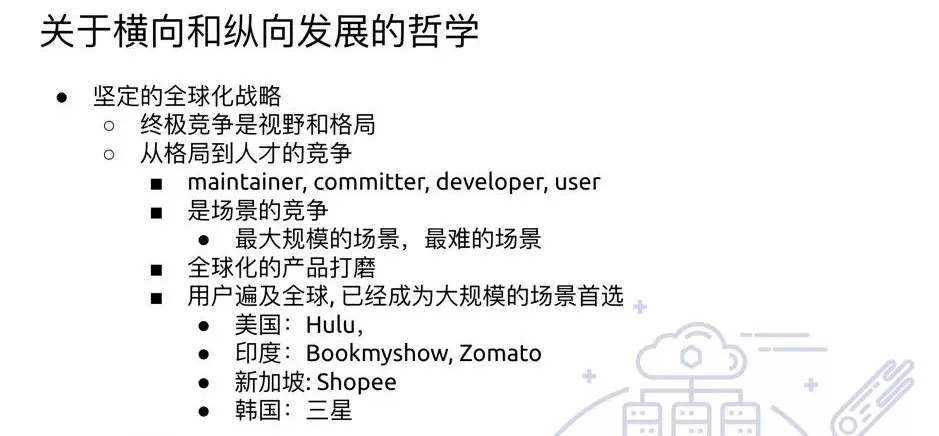 关于横向和纵向发展的哲学
● 坚定的全球化战略
○ 终极竞争是视野和格局
○ 从格局到人才的竞争
■ maintainer, committer, developer, user
■ 是场景的竞争
● 最大规模的场景，最难的场景
■ 全球化的产品打磨
■ 用户遍及全球, 已经成为大规模的场景首选
● 美国：Hulu，
● 印度：Bookmyshow, Zomato
● 新加坡: Shopee
● 韩国：三星